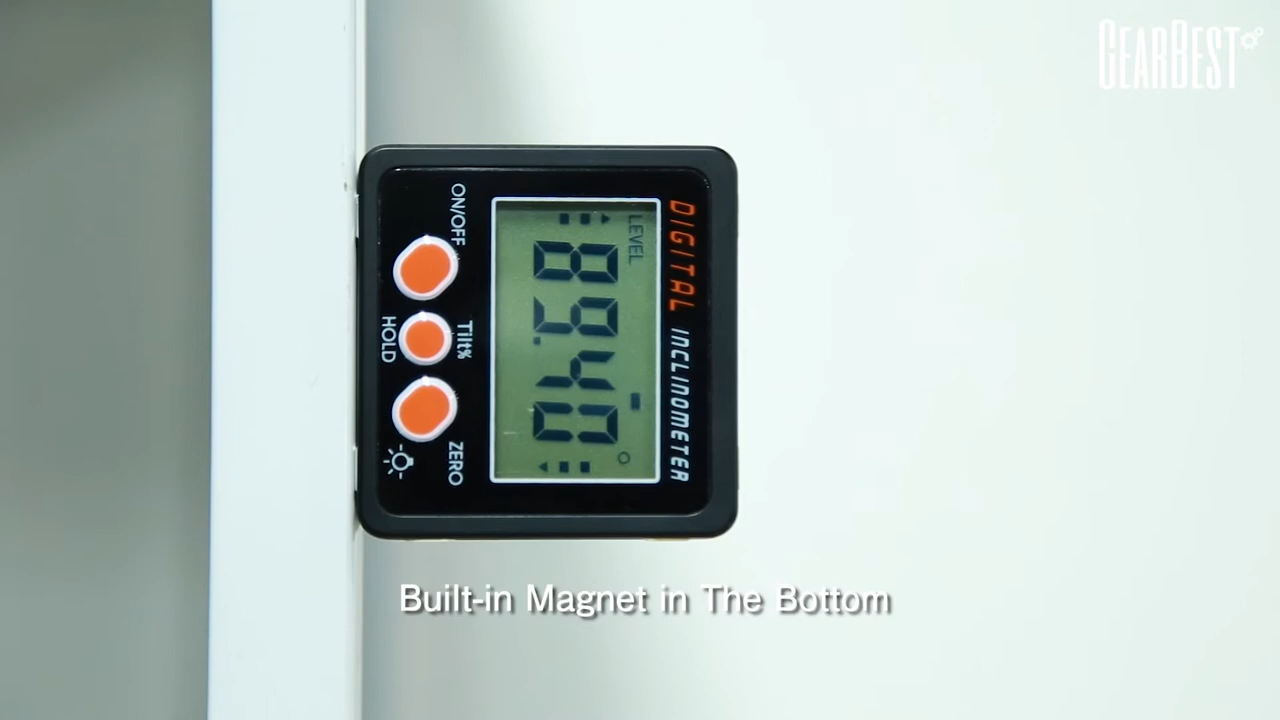 GEARBEST
DIGITAL INCLINOMETER
LEVEL
89.40°
ON/OFF
Tilt%
HOLD
ZERO
Built-in Magnet in The Bottom